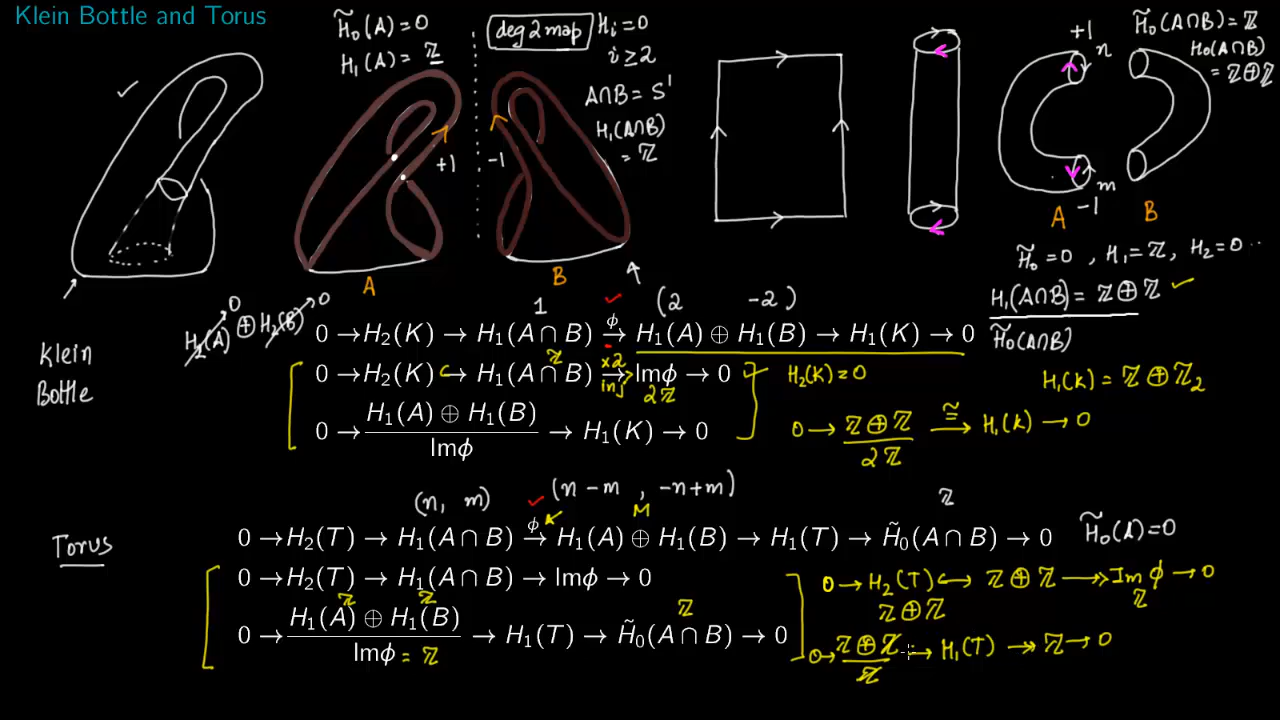 Klein Bottle and Torus
H̃₀(A) = 0
H₁(A) = ℤ
deg 2 map
Hᵢ = 0
i ≥ 2
A∩B = S¹
H₁(A∩B)
= ℤ
+1
-1
A
B
+1
n
m
-1
A
B
H̃₀(A∩B) = ℤ
H₀(A∩B)
= ℤ⊕ℤ
H̃₀ = 0 , H₁ = ℤ, H₂ = 0 ..
H₁(A∩B) = ℤ⊕ℤ
H̃₀(A∩B)
1
(2 -2)
0 0
H₂(A) ⊕ H₂(B)
Klein
Bottle
0 → H₂(K) → H₁(A ∩ B) →ϕ H₁(A) ⊕ H₁(B) → H₁(K) → 0
0 → H₂(K) ↪ H₁(A ∩ B) → Imϕ → 0
ℤ ×2 inj 2ℤ
H₂(K) = 0
H₁(K) = ℤ ⊕ ℤ₂
0 → (H₁(A) ⊕ H₁(B))/Imϕ → H₁(K) → 0
0 → (ℤ ⊕ ℤ)/2ℤ →≅ H₁(K) → 0
(n, m) (n - m , -n+m)
M
ℤ
Torus
0 → H₂(T) → H₁(A ∩ B) →ϕ H₁(A) ⊕ H₁(B) → H₁(T) → H̃₀(A ∩ B) → 0
H̃₀(A) = 0
0 → H₂(T) → H₁(A ∩ B) → Imϕ → 0
0 → H₂(T) ↪ ℤ ⊕ ℤ ↠ Im ϕ → 0
ℤ ⊕ ℤ ℤ
ℤ ℤ ℤ
0 → (H₁(A) ⊕ H₁(B))/Imϕ = ℤ → H₁(T) → H̃₀(A ∩ B) → 0
0 → (ℤ ⊕ ℤ)/ℤ → H₁(T) ↠ ℤ → 0